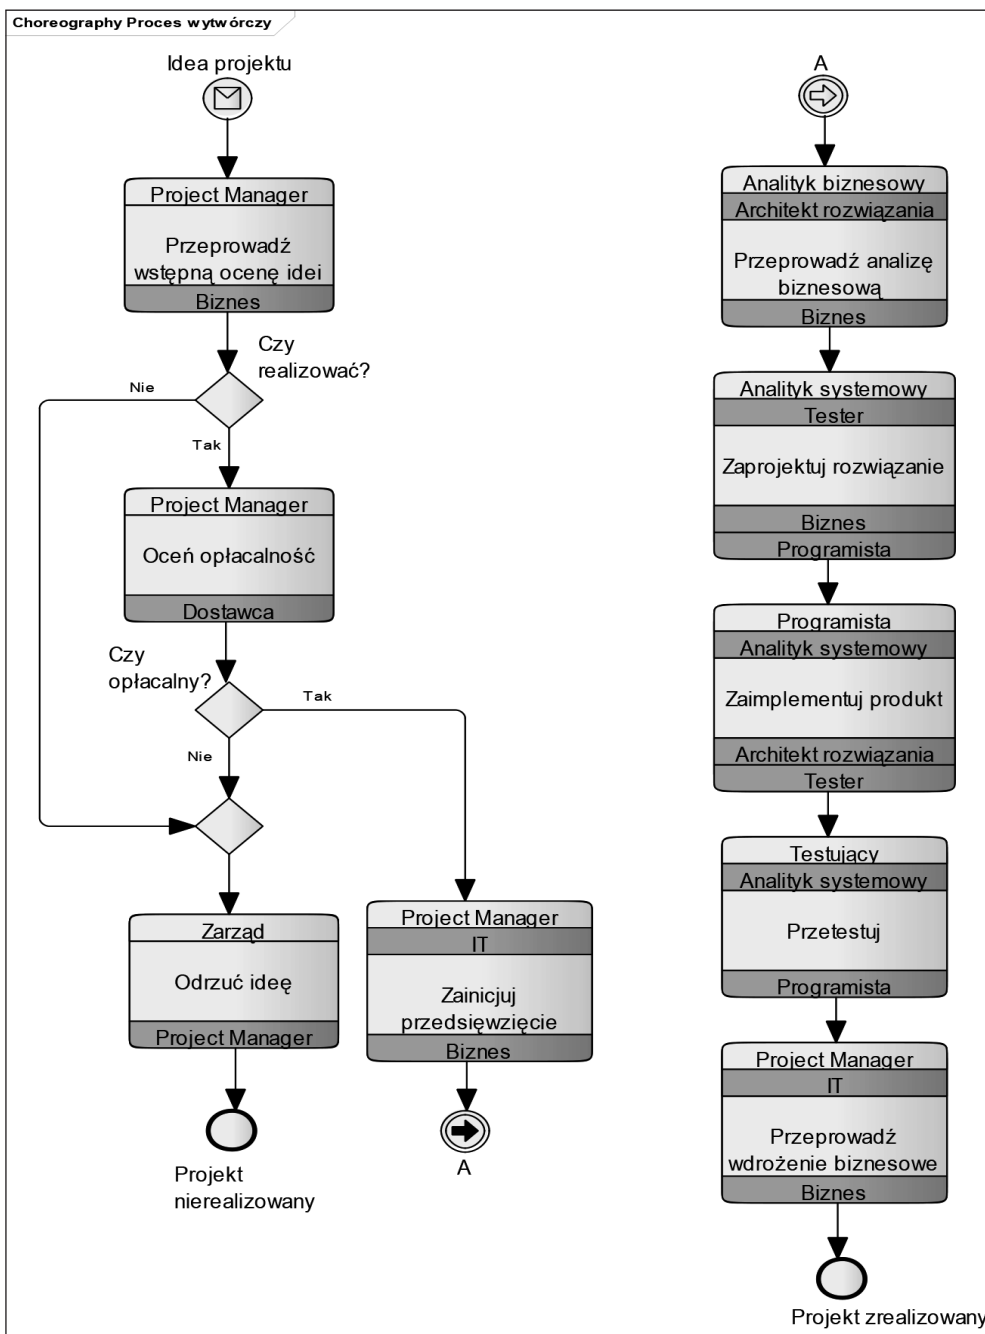 Choreography Proces wytwórczy
Idea projektu
Project Manager
Przeprowadź
wstępną ocenę idei
Biznes
Czy
realizować?
Nie
Tak
Project Manager
Oceń opłacalność
Dostawca
Czy
opłacalny?
Tak
Nie
Zarząd
Odrzuć ideę
Project Manager
Projekt
nierealizowany
Project Manager
IT
Zainicjuj
przedsięwzięcie
Biznes
A
A
Analityk biznesowy
Architekt rozwiązania
Przeprowadź analizę
biznesową
Biznes
Analityk systemowy
Tester
Zaprojektuj rozwiązanie
Biznes
Programista
Programista
Analityk systemowy
Zaimplementuj produkt
Architekt rozwiązania
Tester
Testujący
Analityk systemowy
Przetestuj
Programista
Project Manager
IT
Przeprowadź
wdrożenie biznesowe
Biznes
Projekt zrealizowany